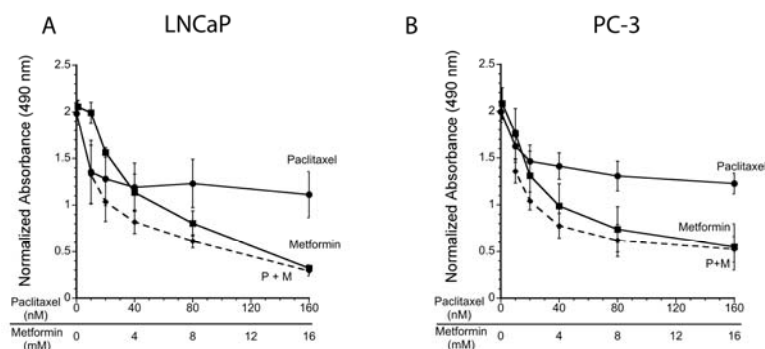 A
LNCaP
Normalized Absorbance (490 nm)
2.5
2
1.5
1
0.5
0
Paclitaxel
Metformin
P + M
0 40 80 120 160
Paclitaxel (nM)
0 4 8 12 16
Metformin (mM)
B
PC-3
Normalized Absorbance (490 nm)
2.5
2
1.5
1
0.5
0
Paclitaxel
Metformin
P+M
0 40 80 120 160
Paclitaxel (nM)
0 4 8 12 16
Metformin (mM)